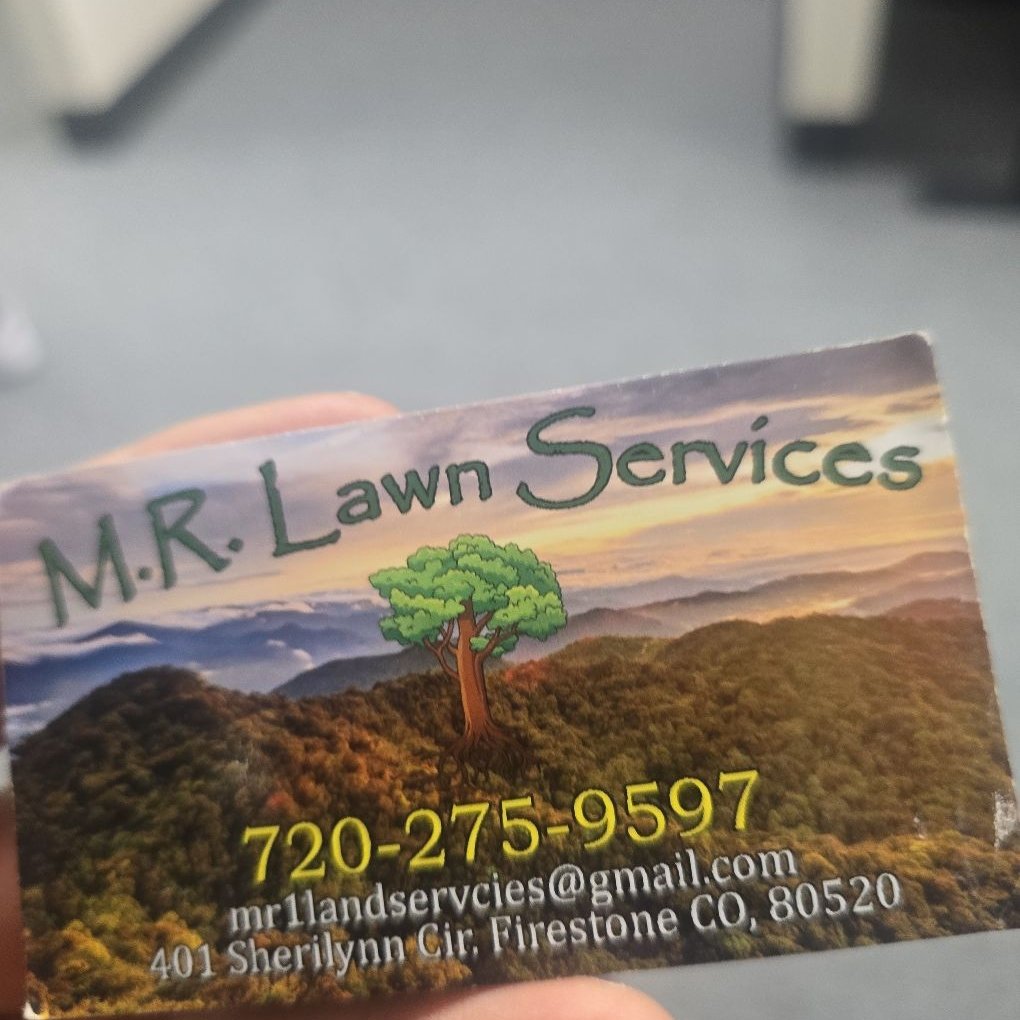 M.R. Lawn Services
720-275-9597
mr1landservcies@gmail.com
401 Sherilynn Cir. Firestone CO, 80520